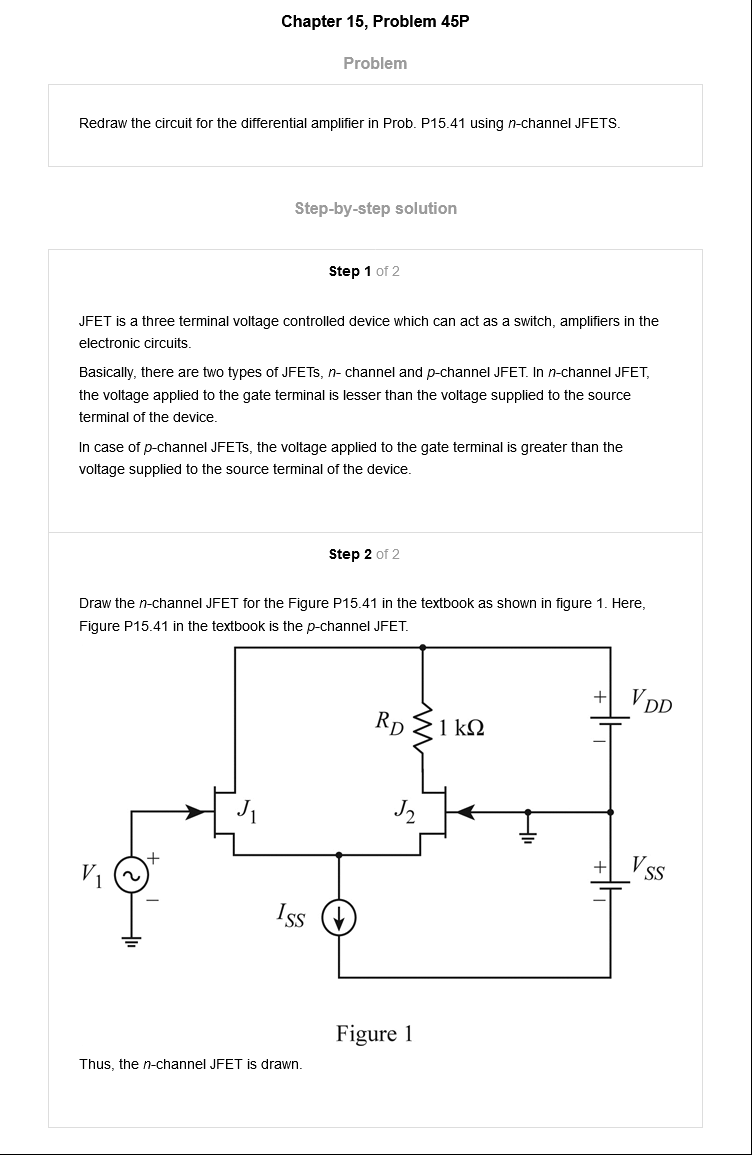 Chapter 15, Problem 45P
Problem
Redraw the circuit for the differential amplifier in Prob. P15.41 using n-channel JFETS.
Step-by-step solution
Step 1 of 2
JFET is a three terminal voltage controlled device which can act as a switch, amplifiers in the
electronic circuits.
Basically, there are two types of JFETs, n- channel and p-channel JFET. In n-channel JFET,
the voltage applied to the gate terminal is lesser than the voltage supplied to the source
terminal of the device.
In case of p-channel JFETs, the voltage applied to the gate terminal is greater than the
voltage supplied to the source terminal of the device.
Step 2 of 2
Draw the n-channel JFET for the Figure P15.41 in the textbook as shown in figure 1. Here,
Figure P15.41 in the textbook is the p-channel JFET.
+ V_DD
R_D 1 kΩ
−
J_1 J_2
V_1 + ~ −
+ V_SS
−
I_SS
Figure 1
Thus, the n-channel JFET is drawn.